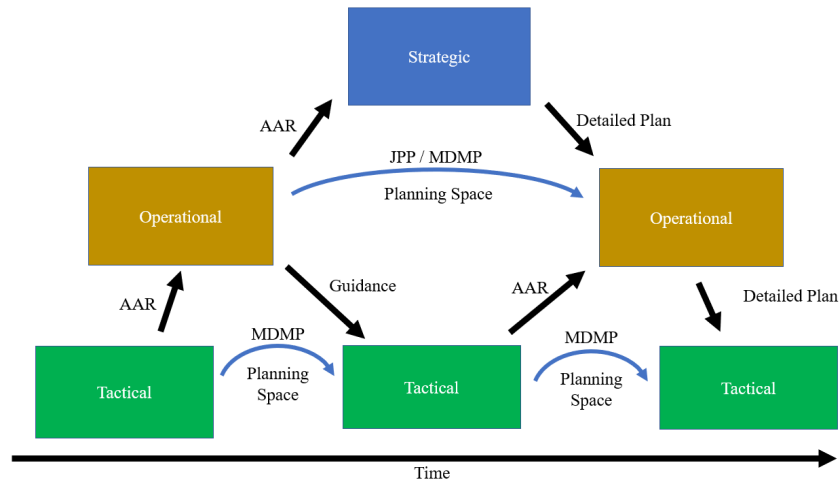 Strategic
AAR
Detailed Plan
JPP / MDMP
Planning Space
Operational
Operational
Guidance
AAR
AAR
Detailed Plan
MDMP
Planning
Space
MDMP
Planning
Space
Tactical
Tactical
Tactical
Time